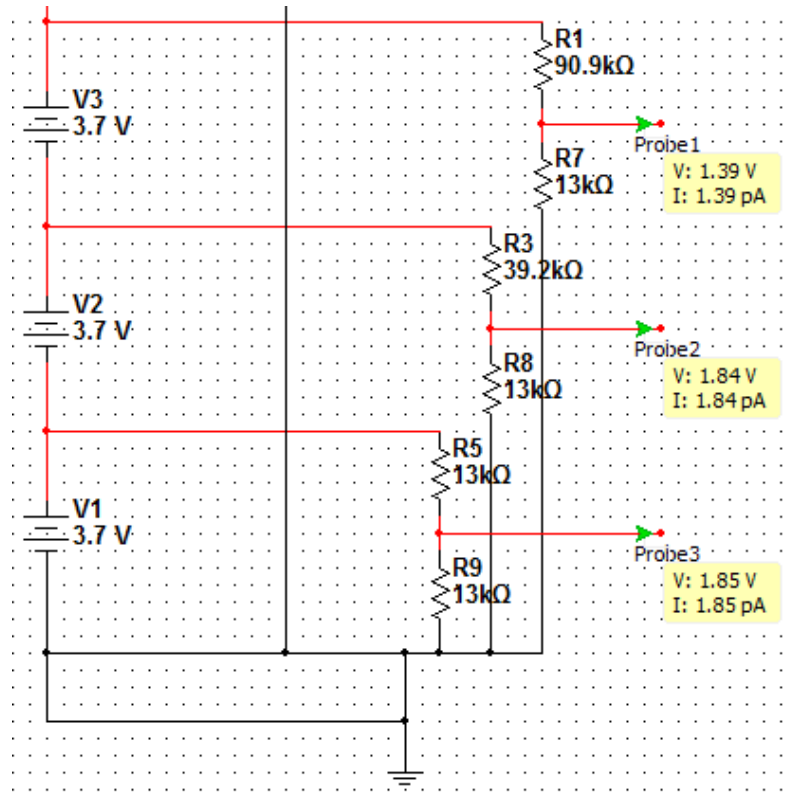 R1
90.9kΩ
V3
3.7 V
Probe1
V: 1.39 V
I: 1.39 pA
R7
13kΩ
R3
39.2kΩ
V2
3.7 V
Probe2
V: 1.84 V
I: 1.84 pA
R8
13kΩ
R5
13kΩ
V1
3.7 V
Probe3
V: 1.85 V
I: 1.85 pA
R9
13kΩ